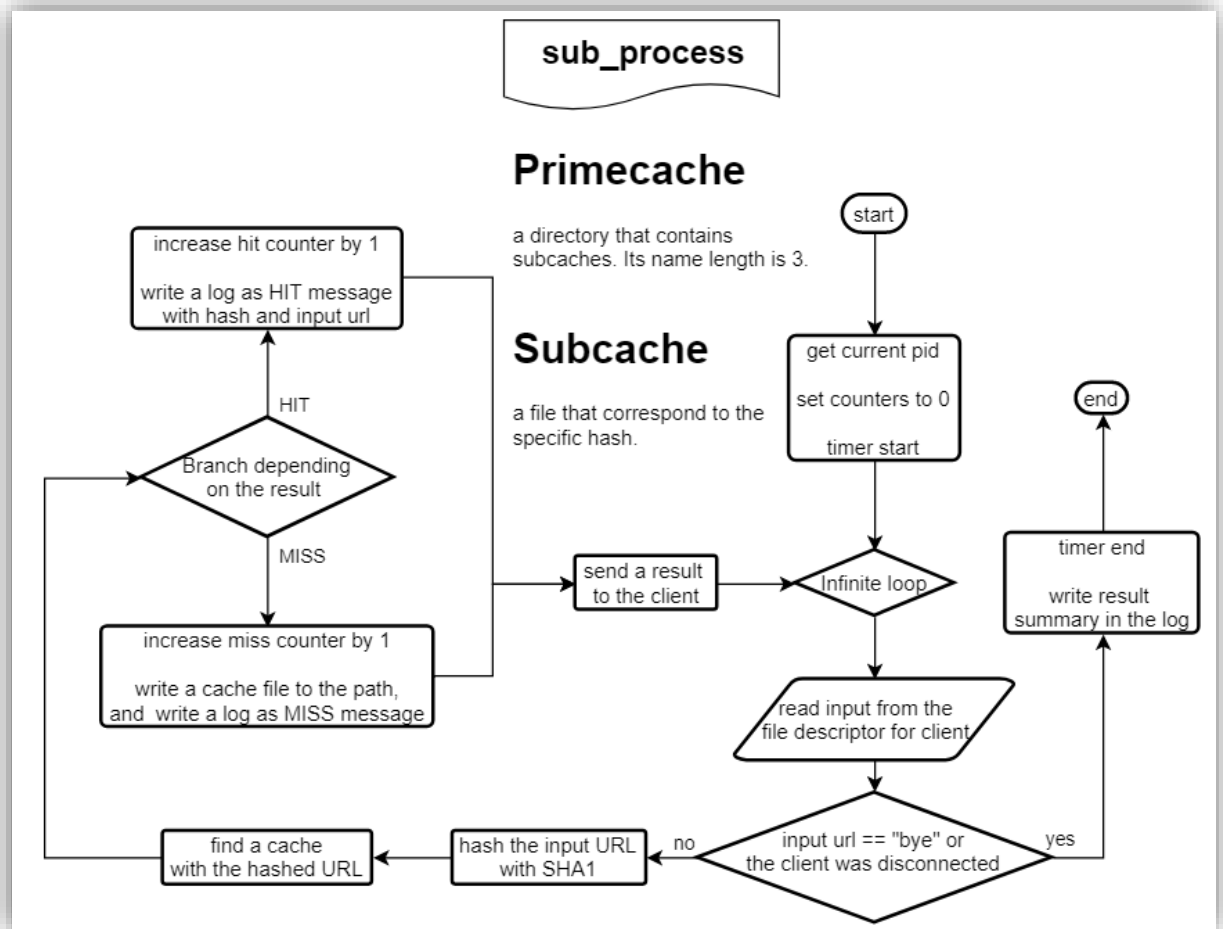 sub_process
Primecache
a directory that contains
subcaches. Its name length is 3.
Subcache
a file that correspond to the
specific hash.
start
get current pid
set counters to 0
timer start
Infinite loop
read input from the
file descriptor for client
input url == "bye" or
the client was disconnected
yes
timer end
write result
summary in the log
end
no
hash the input URL
with SHA1
find a cache
with the hashed URL
Branch depending
on the result
HIT
increase hit counter by 1
write a log as HIT message
with hash and input url
MISS
increase miss counter by 1
write a cache file to the path,
and write a log as MISS message
send a result
to the client